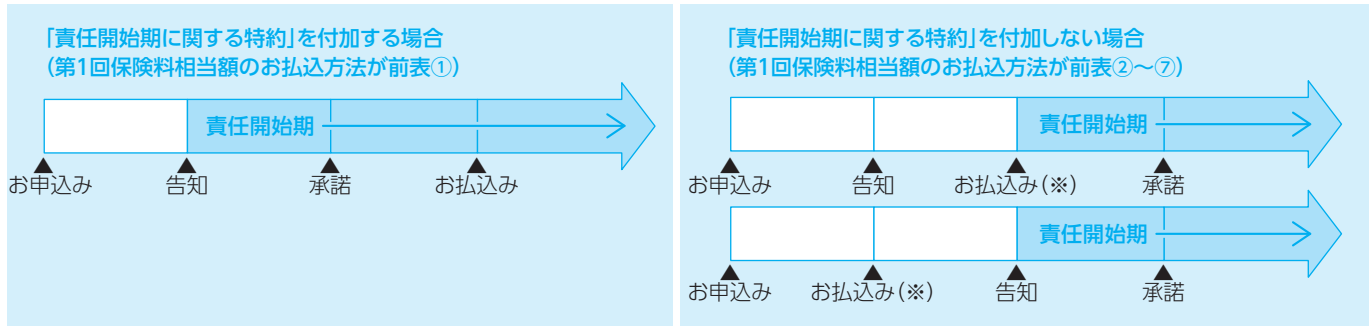 「責任開始期に関する特約」を付加する場合
(第1回保険料相当額のお払込方法が前表①)
責任開始期
お申込み 告知 承諾 お払込み
「責任開始期に関する特約」を付加しない場合
(第1回保険料相当額のお払込方法が前表②~⑦)
責任開始期
お申込み 告知 お払込み(※) 承諾
責任開始期
お申込み お払込み(※) 告知 承諾